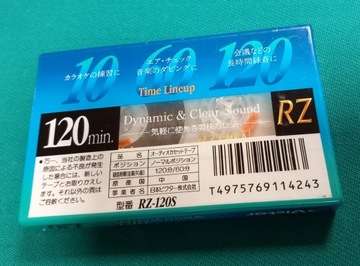 10 60 120
カラオケの練習に
エア・チェック
音楽のダビングに
会議などの
長時間録音に
Time Lineup
120min.
Dynamic & Clear Sound
RZ
●万一、当社の製造上の
原因による不良が発生
した場合には、新しい
テープとお取りかえし
ます。それ以外の責は
ご容赦ください。
品名 オーディオカセットテープ
ポジション ノーマルポジション
120分/60分
原産国 中国
事業者名 日本ビクター株式会社
型番 RZ-120S
T4975769114243